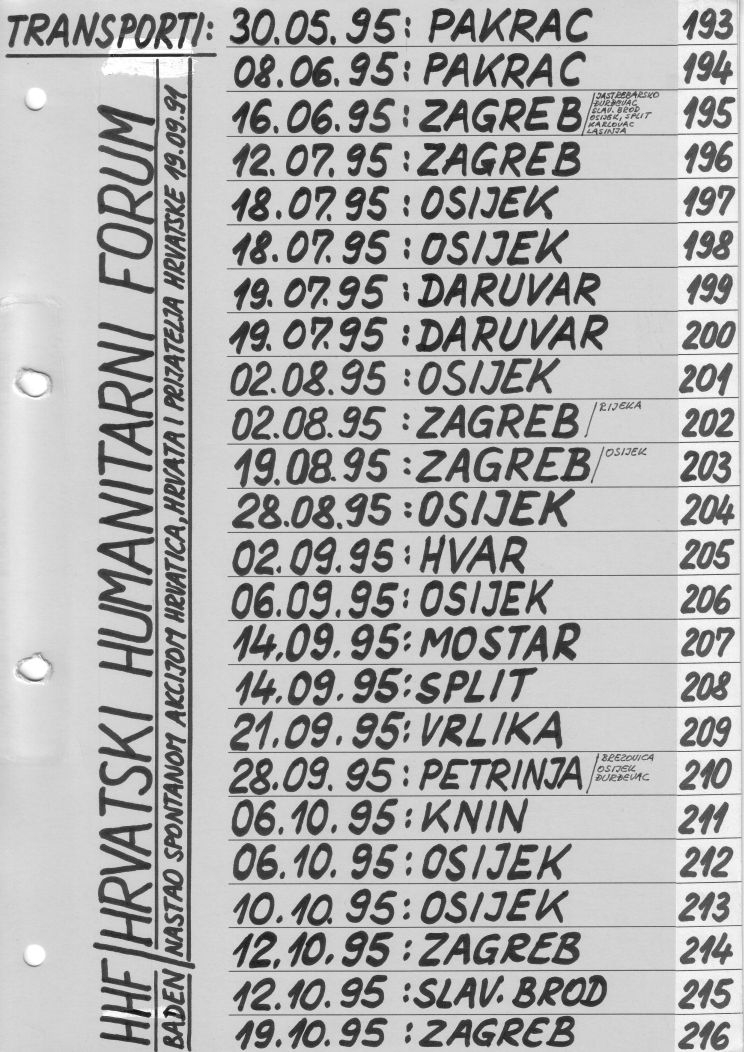 TRANSPORTI: 30.05.95: PAKRAC 193
08.06.95: PAKRAC 194
16.06.95: ZAGREB / JASTREBARSKO 195
ĐURĐEVAC
SLAV. BROD
OSIJEK, SPLIT
KARLOVAC
LASINJA
12.07.95: ZAGREB 196
18.07.95: OSIJEK 197
18.07.95: OSIJEK 198
19.07.95: DARUVAR 199
19.07.95: DARUVAR 200
02.08.95: OSIJEK 201
02.08.95: ZAGREB / RIJEKA 202
19.08.95: ZAGREB / OSIJEK 203
28.08.95: OSIJEK 204
02.09.95: HVAR 205
06.09.95: OSIJEK 206
14.09.95: MOSTAR 207
14.09.95: SPLIT 208
21.09.95: VRLIKA 209
28.09.95: PETRINJA / BREZOVICA 210
OSIJEK
ĐURĐEVAC
06.10.95: KNIN 211
06.10.95: OSIJEK 212
10.10.95: OSIJEK 213
12.10.95: ZAGREB 214
12.10.95: SLAV. BROD 215
19.10.95: ZAGREB 216
HHF / HRVATSKI HUMANITARNI FORUM
BADEN / NASTAO SPONTANOM AKCIJOM HRVATICA, HRVATA I PRIJATELJA HRVATSKE 19.09.91